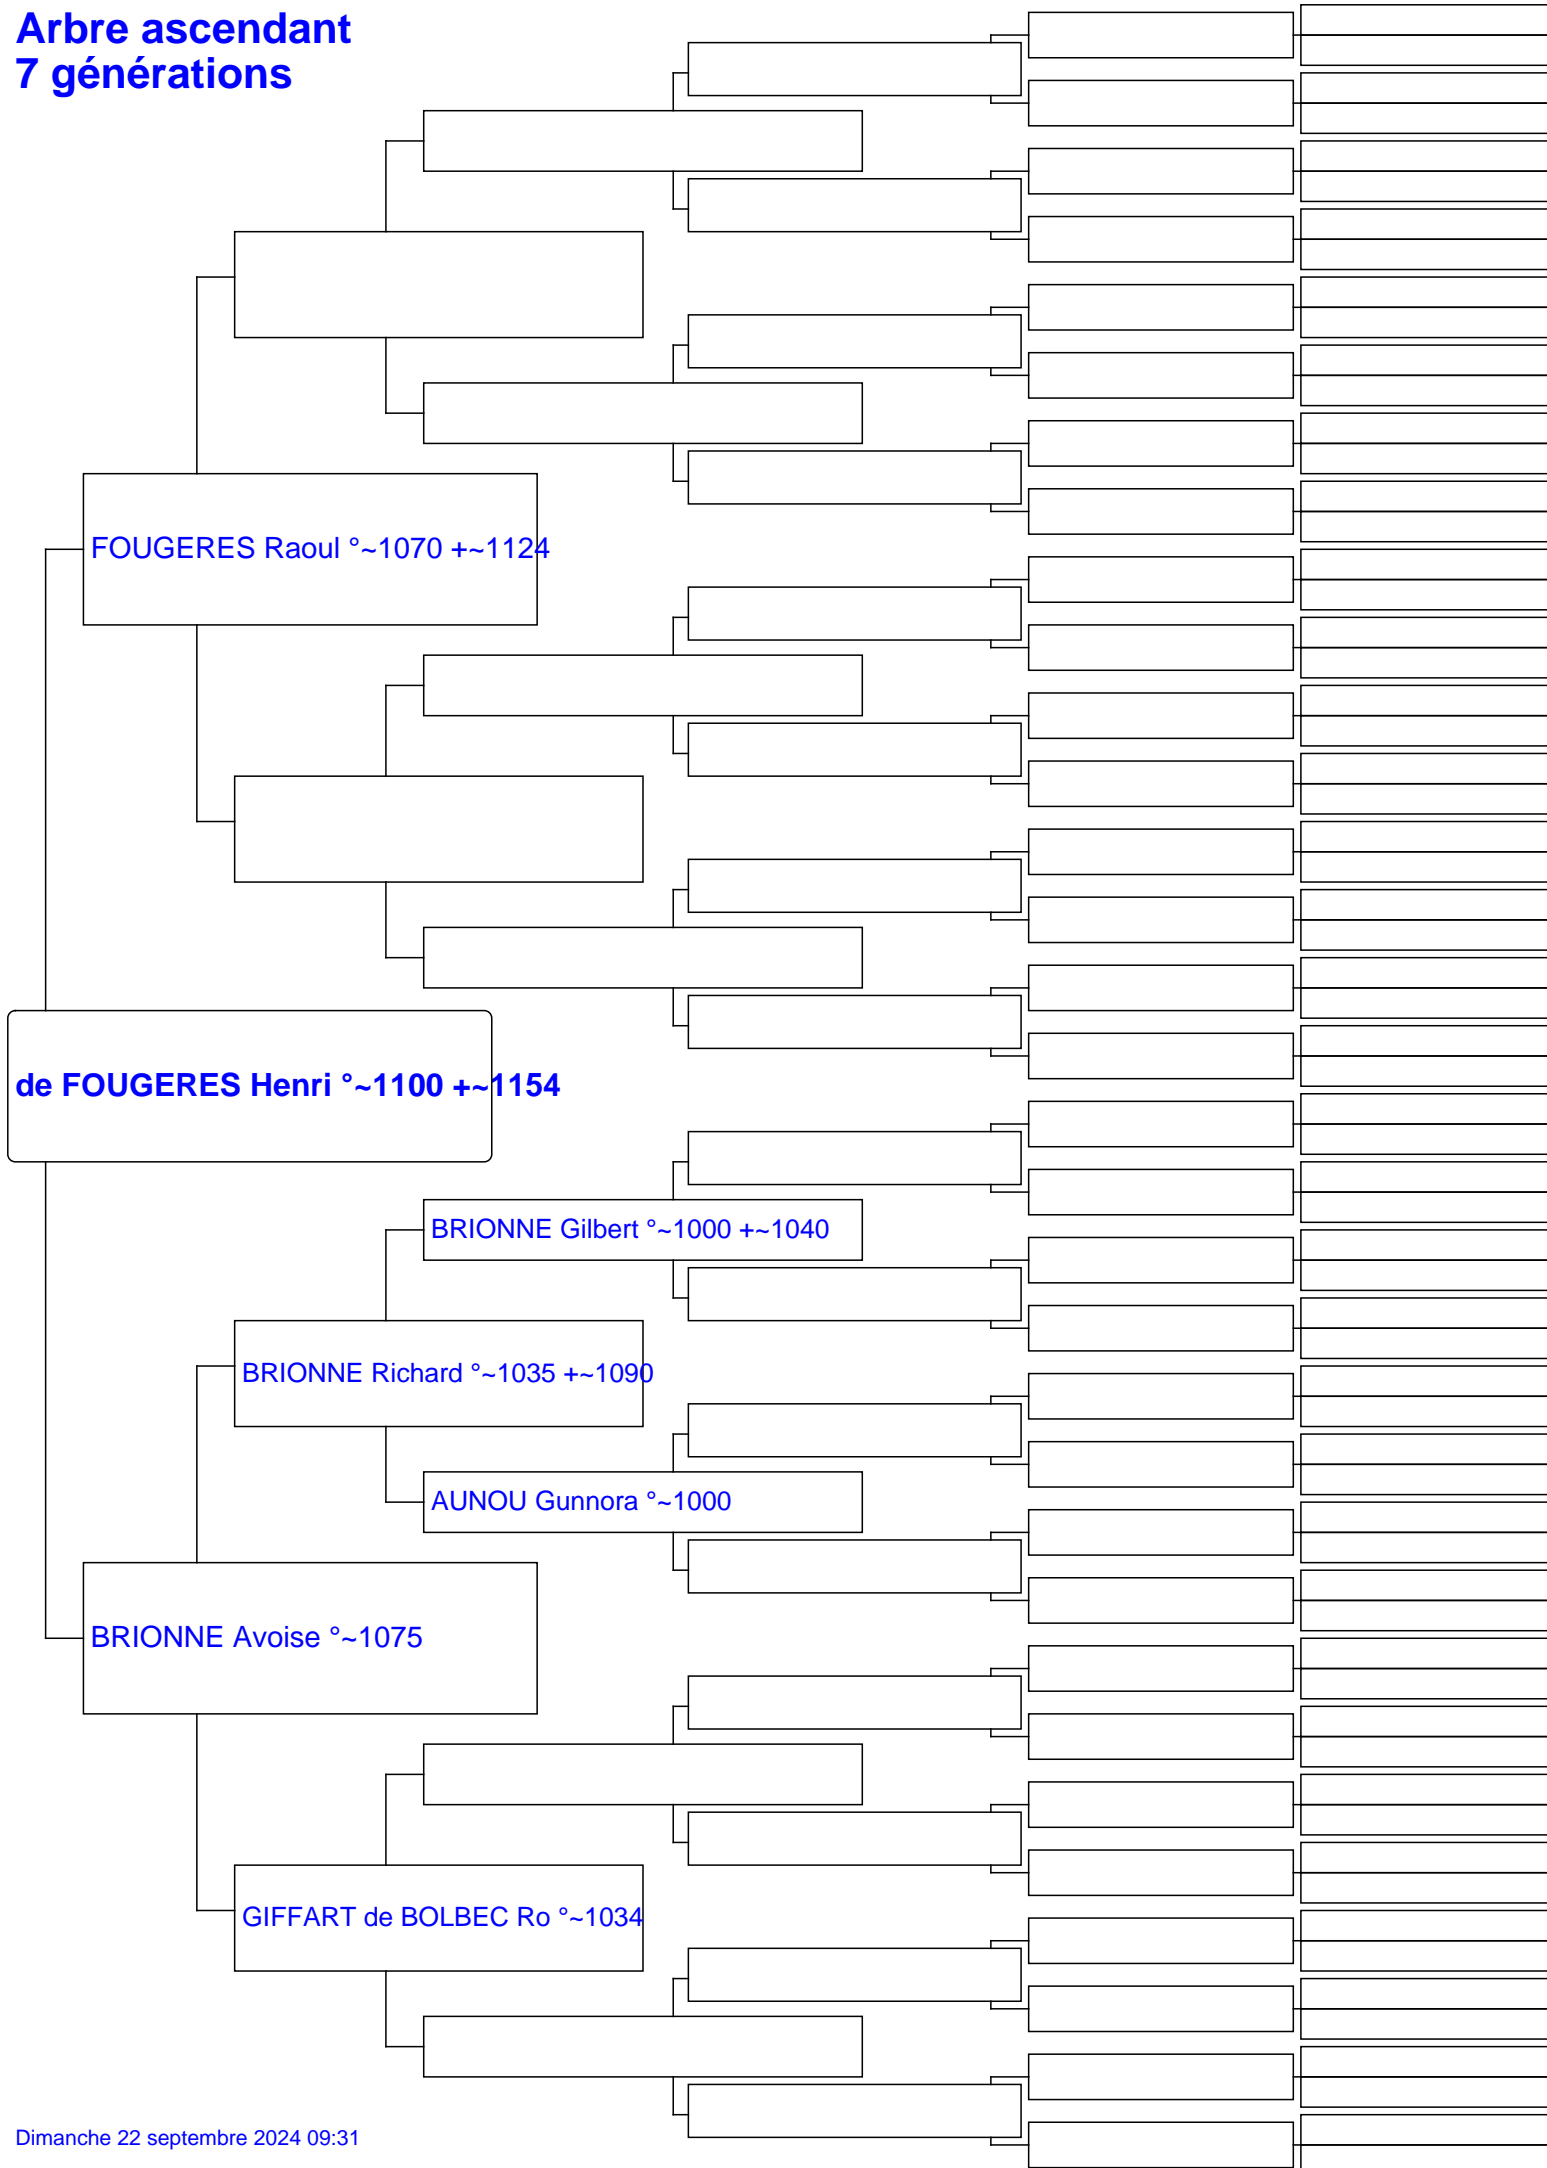 Arbre ascendant
7 générations
FOUGERES Raoul °~1070 +~1124
de FOUGERES Henri °~1100 +~1154
BRIONNE Gilbert °~1000 +~1040
BRIONNE Richard °~1035 +~1090
AUNOU Gunnora °~1000
BRIONNE Avoise °~1075
GIFFART de BOLBEC Ro °~1034
Dimanche 22 septembre 2024 09:31